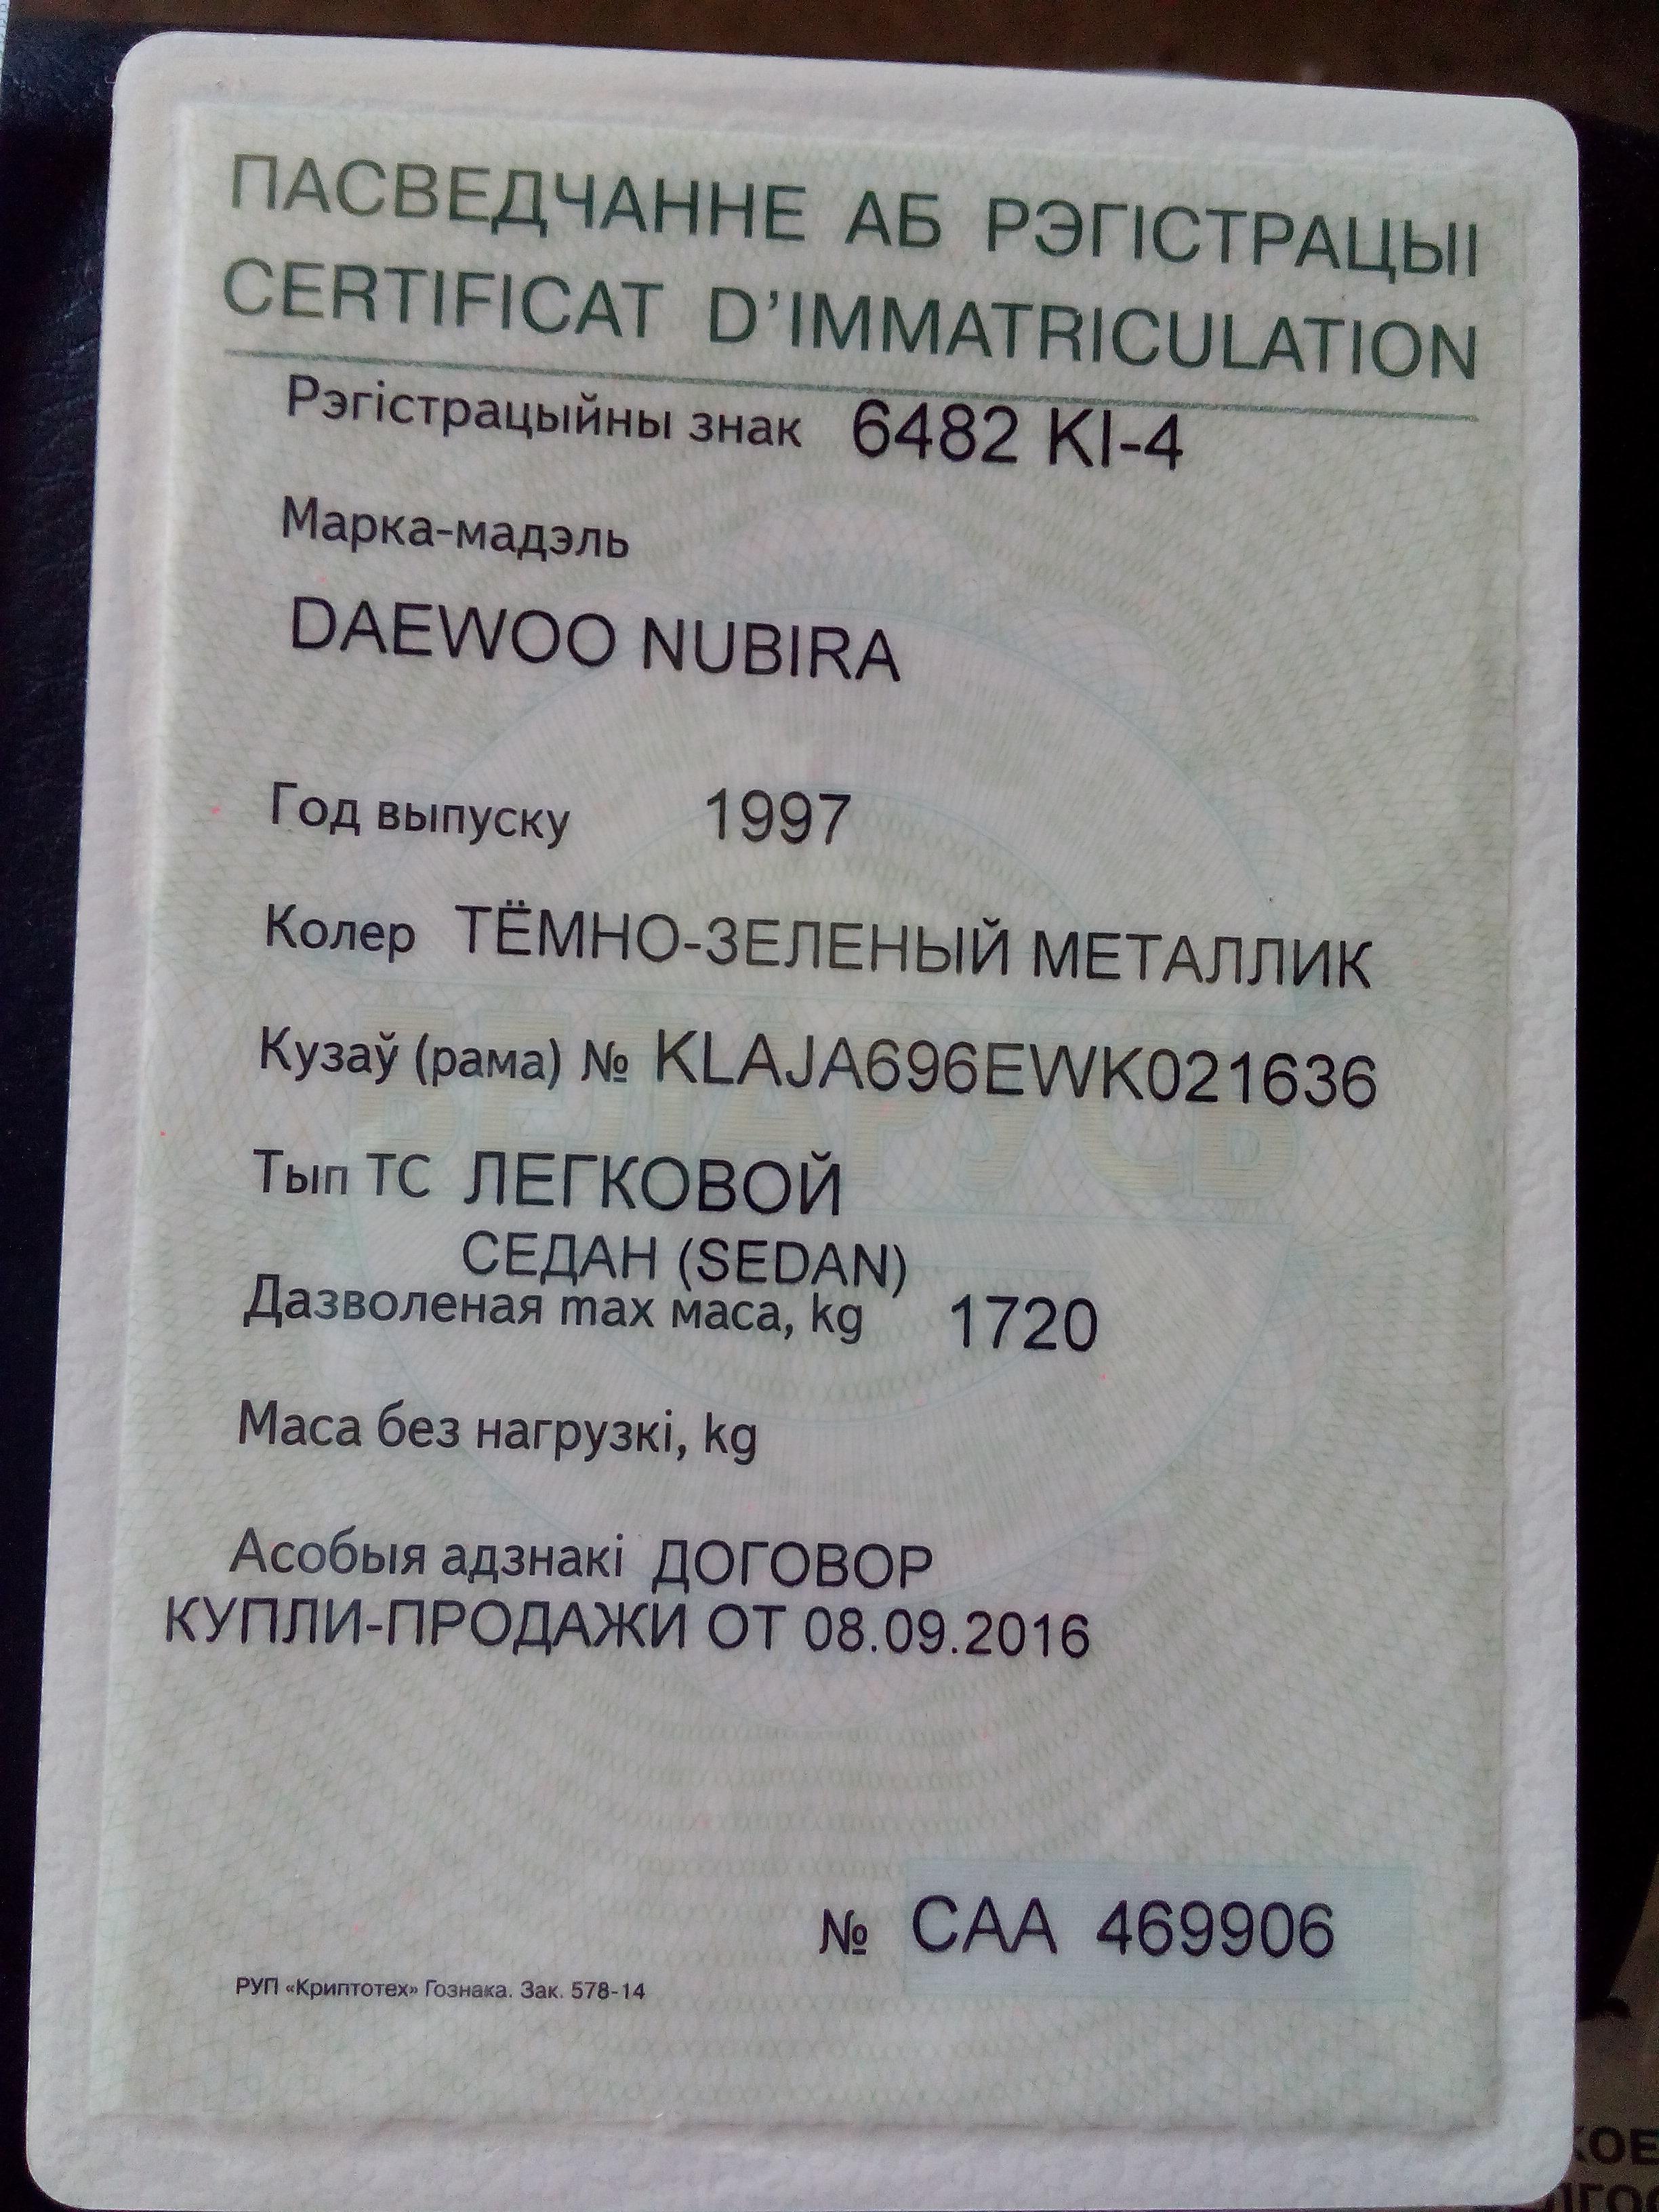 ПАСВЕДЧАННЕ АБ РЭГІСТРАЦЫІ
CERTIFICAT D'IMMATRICULATION
Рэгістрацыйны знак 6482 KI-4
Марка-мадэль
DAEWOO NUBIRA
Год выпуску 1997
Колер ТЁМНО-ЗЕЛЕНЫЙ МЕТАЛЛИК
Кузаў (рама) № KLAJA696EWK021636
Тып ТС ЛЕГКОВОЙ
СЕДАН (SEDAN)
Дазволеная max маса, kg 1720
Маса без нагрузкі, kg
Асобыя адзнакі ДОГОВОР
КУПЛИ-ПРОДАЖИ ОТ 08.09.2016
№ САА 469906
РУП «Криптотех» Гознака. Зак. 578-14
БЕЛАРУСЬ